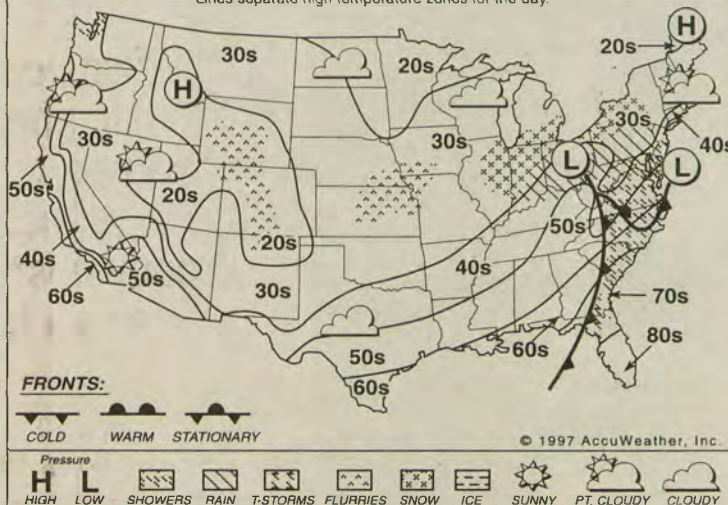 Lines separate high temperature zones for the day.
H
20s
30s
20s
H
30s
40s
30s
30s
L
L
50s
20s
50s
20s
40s
50s
40s
60s
30s
70s
50s
60s
80s
60s
FRONTS:
COLD WARM STATIONARY
© 1997 AccuWeather, Inc.
Pressure
H L
HIGH LOW SHOWERS RAIN T-STORMS FLURRIES SNOW ICE SUNNY PT. CLOUDY CLOUDY